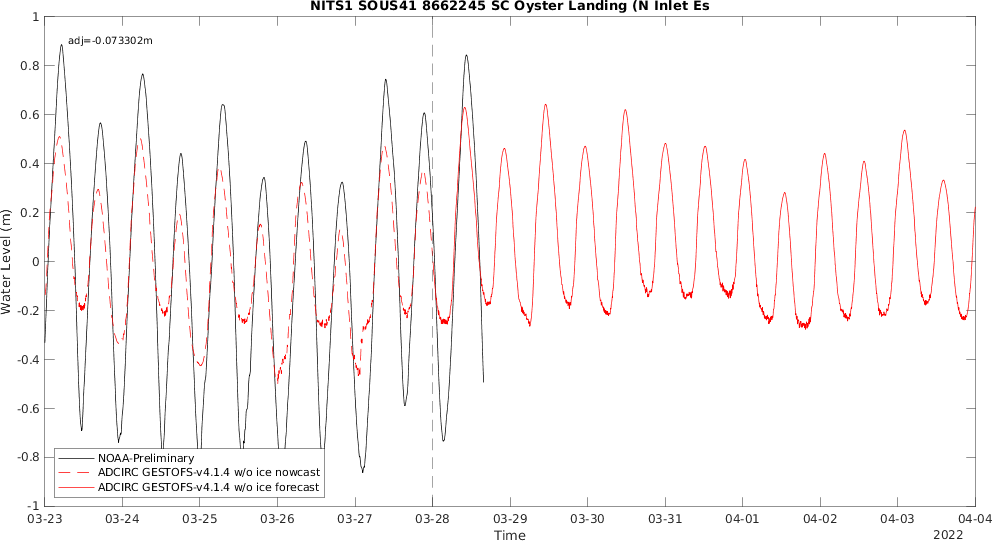 NITS1 SOUS41 8662245 SC Oyster Landing (N Inlet Es
adj=-0.073302m
1
0.8
0.6
0.4
0.2
0
-0.2
-0.4
-0.6
-0.8
-1
Water Level (m)
NOAA-Preliminary
ADCIRC GESTOFS-v4.1.4 w/o ice nowcast
ADCIRC GESTOFS-v4.1.4 w/o ice forecast
03-23 03-24 03-25 03-26 03-27 03-28 03-29 03-30 03-31 04-01 04-02 04-03 04-04
Time
2022